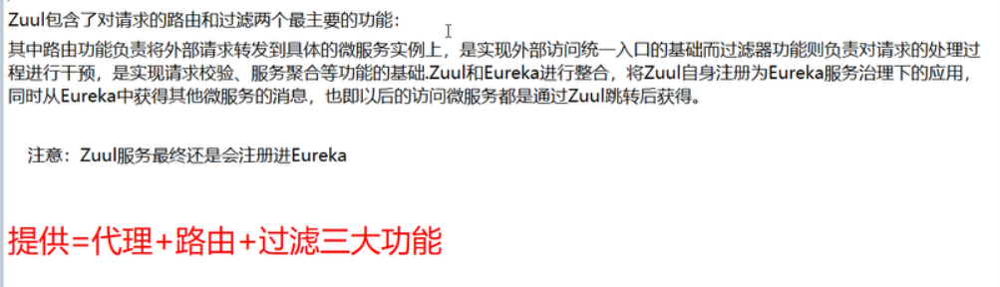 Zuul包含了对请求的路由和过滤两个最主要的功能：
其中路由功能负责将外部请求转发到具体的微服务实例上，是实现外部访问统一入口的基础而过滤器功能则负责对请求的处理过
程进行干预，是实现请求校验、服务聚合等功能的基础.Zuul和Eureka进行整合，将Zuul自身注册为Eureka服务治理下的应用，
同时从Eureka中获得其他微服务的消息，也即以后的访问微服务都是通过Zuul跳转后获得。
注意：Zuul服务最终还是会注册进Eureka
提供=代理+路由+过滤三大功能